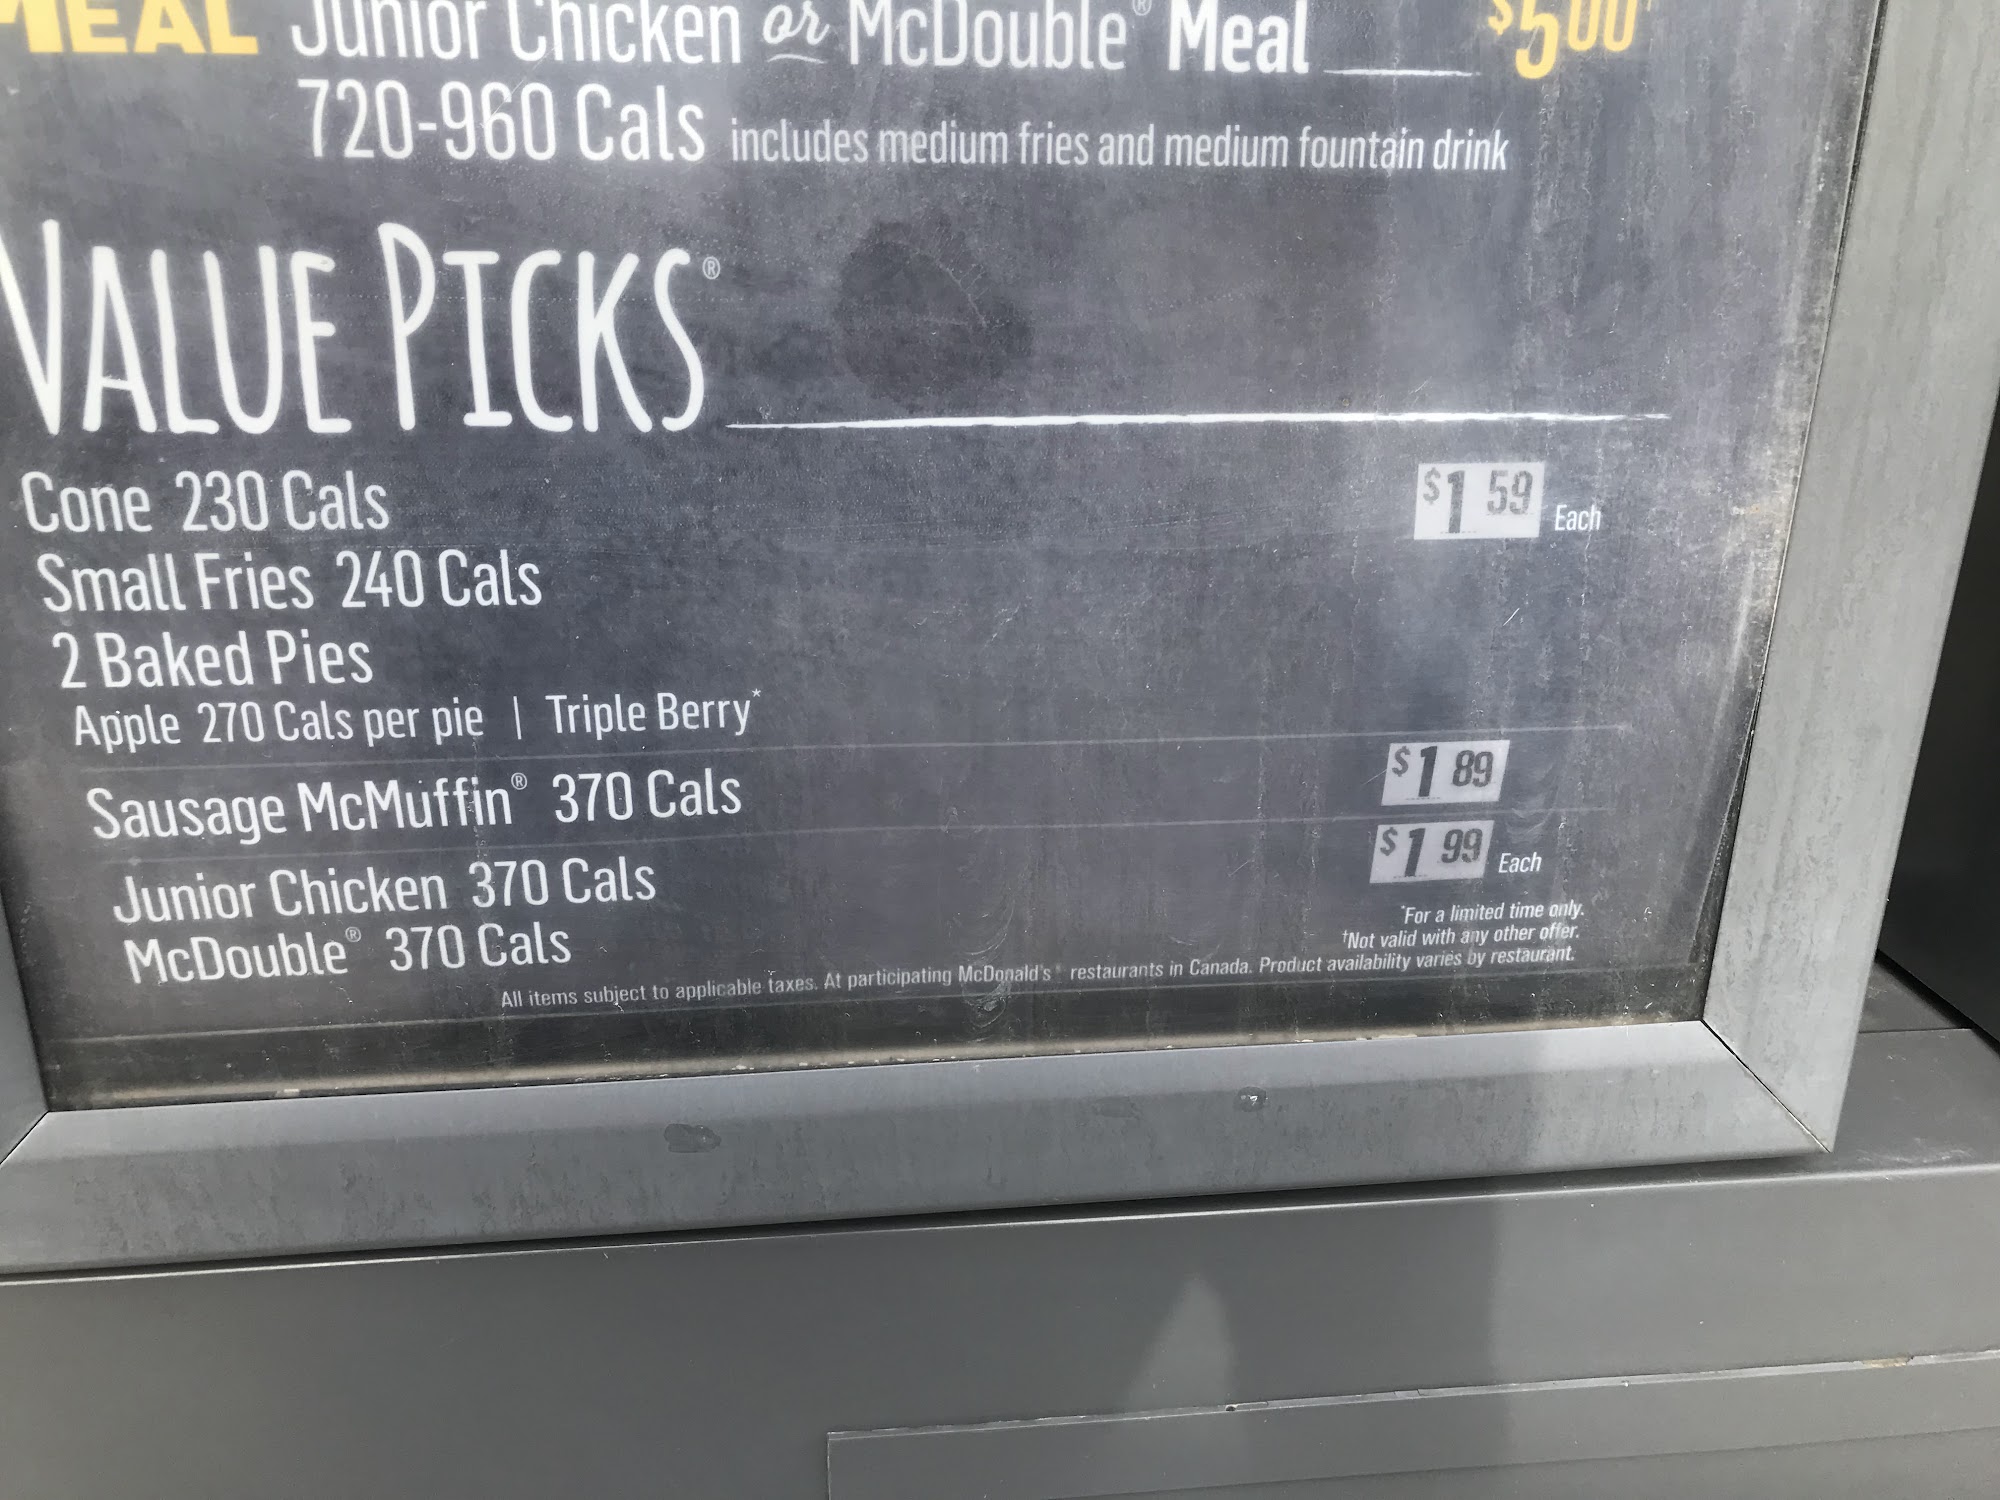 MEAL Junior Chicken or McDouble® Meal $500†
720-960 Cals includes medium fries and medium fountain drink
VALUE PICKS®
Cone 230 Cals $1 59 Each
Small Fries 240 Cals
2 Baked Pies
Apple 270 Cals per pie | Triple Berry*
Sausage McMuffin® 370 Cals $1 89
Junior Chicken 370 Cals $1 99 Each
McDouble® 370 Cals
*For a limited time only.
†Not valid with any other offer.
All items subject to applicable taxes. At participating McDonald's® restaurants in Canada. Product availability varies by restaurant.